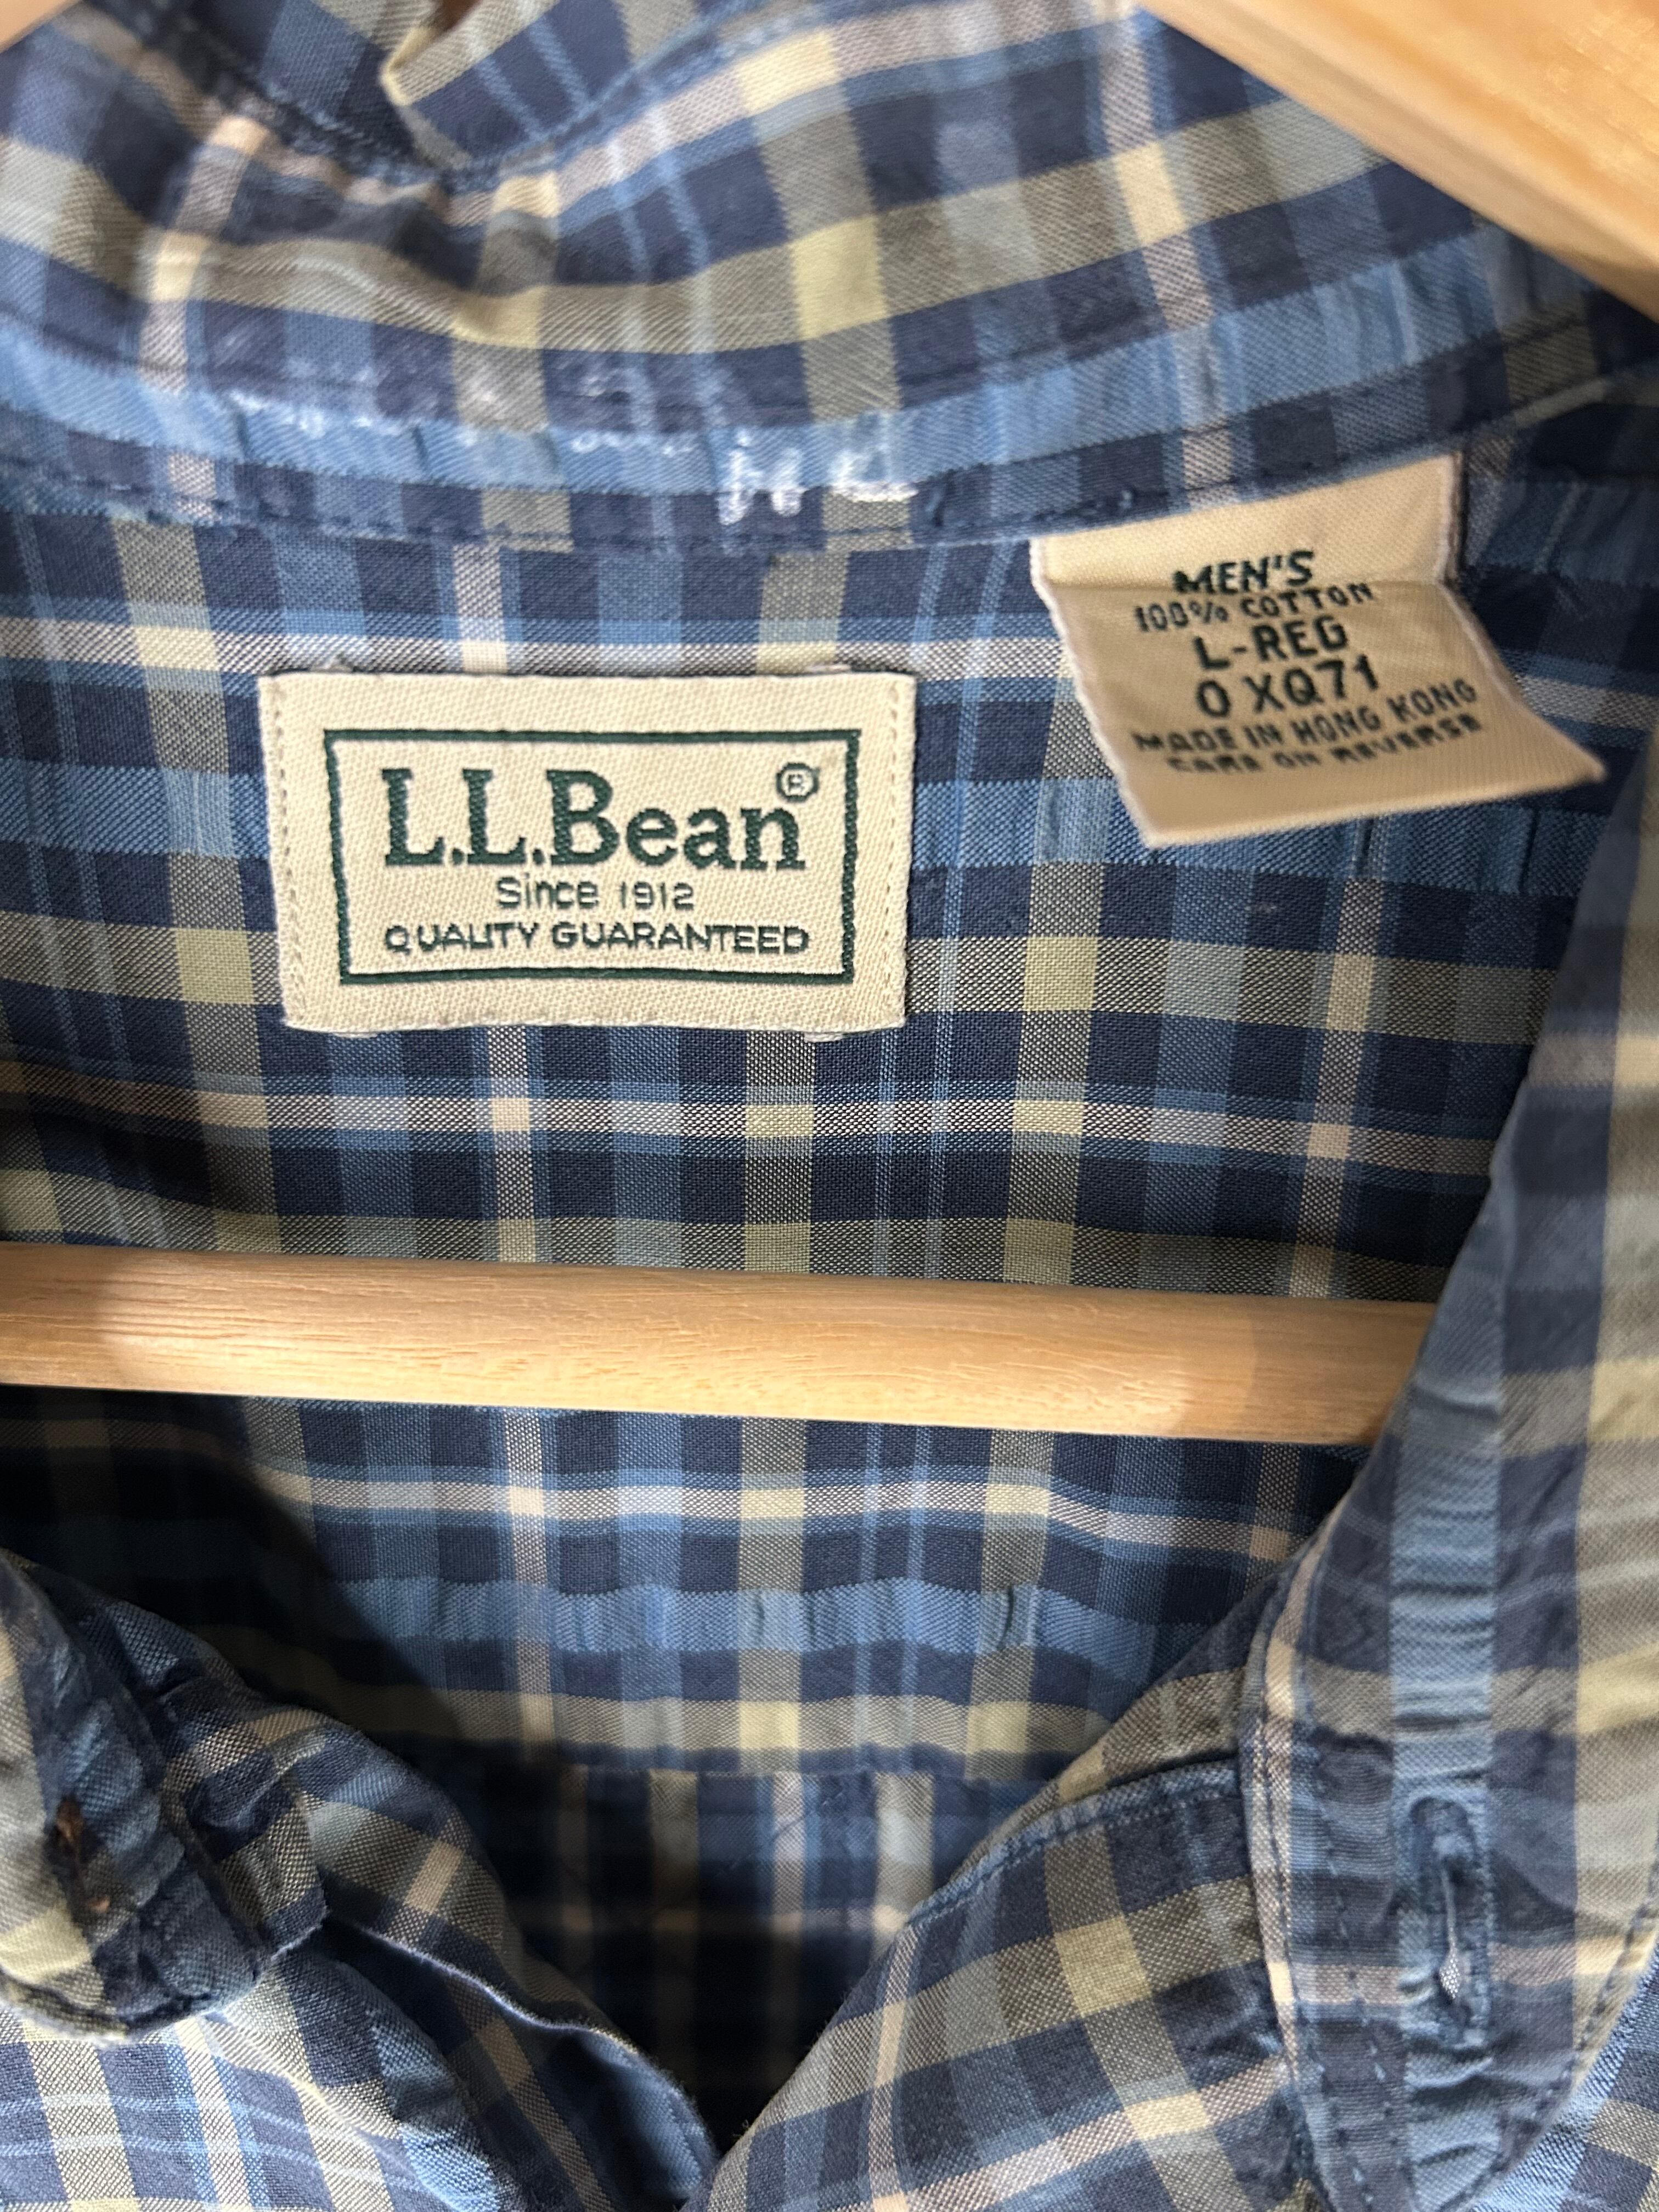 L.L.Bean®
Since 1912
QUALITY GUARANTEED
MEN'S
100% COTTON
L-REG
0 XQ71
MADE IN HONG KONG
CARE ON REVERSE